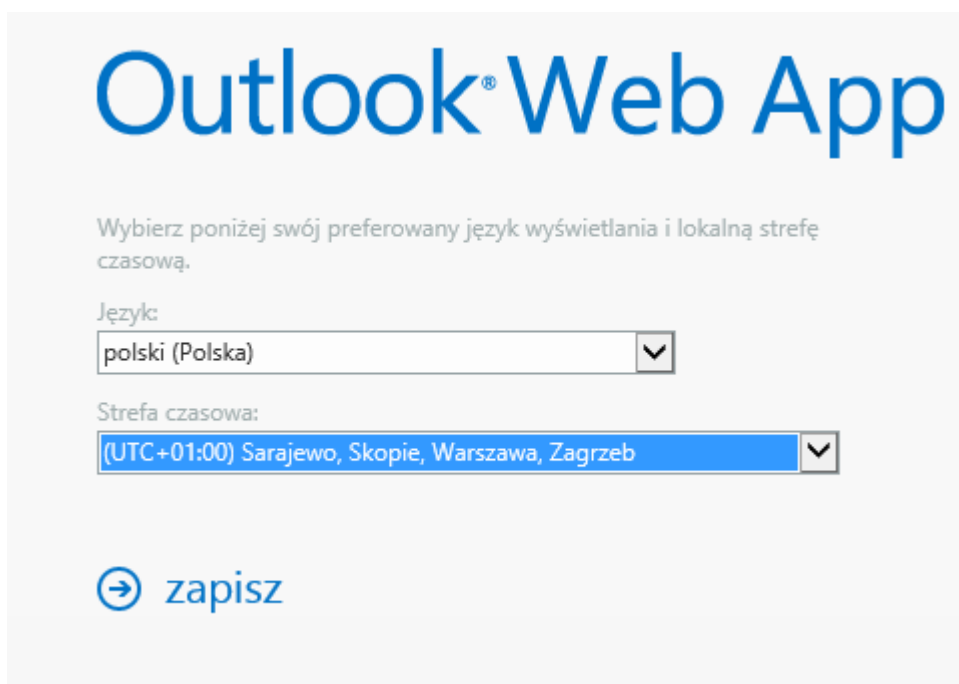 Outlook® Web App
Wybierz poniżej swój preferowany język wyświetlania i lokalną strefę
czasową.
Język:
polski (Polska)
Strefa czasowa:
(UTC+01:00) Sarajewo, Skopie, Warszawa, Zagrzeb
zapisz